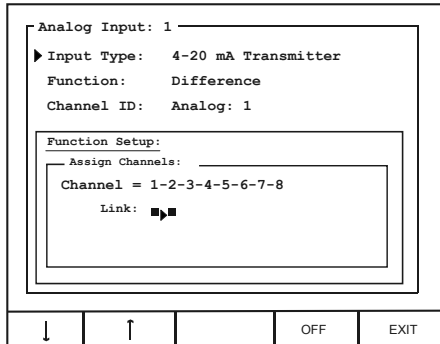 Analog Input: 1
Input Type: 4-20 mA Transmitter
Function: Difference
Channel ID: Analog: 1
Function Setup:
Assign Channels:
Channel = 1-2-3-4-5-6-7-8
Link:
↓ ↑ OFF EXIT